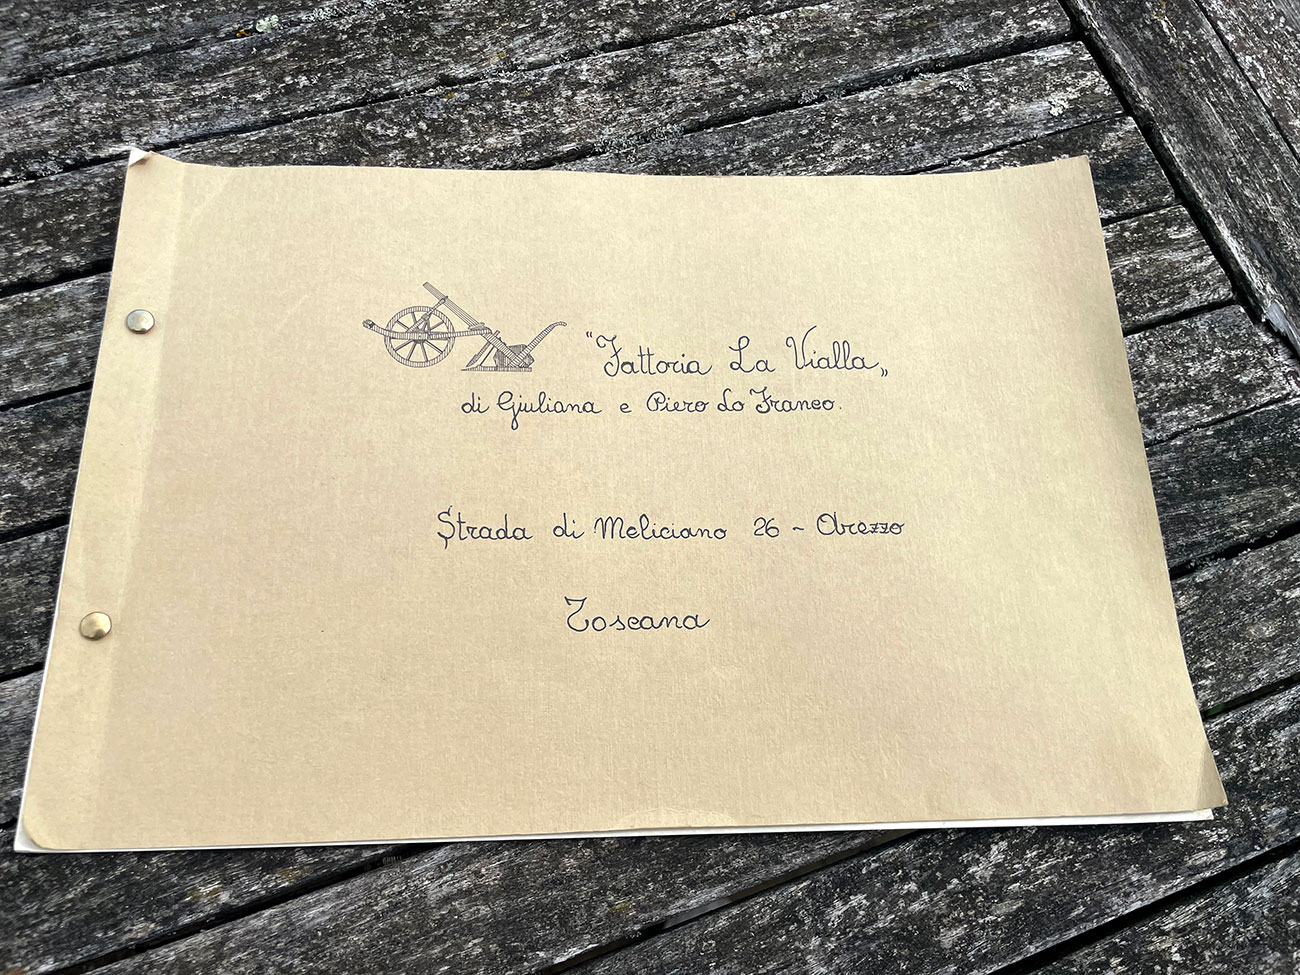 "Fattoria La Vialla„
di Giuliana e Piero Lo Franco.
Strada di Meliciano 26 - Arezzo
Toscana